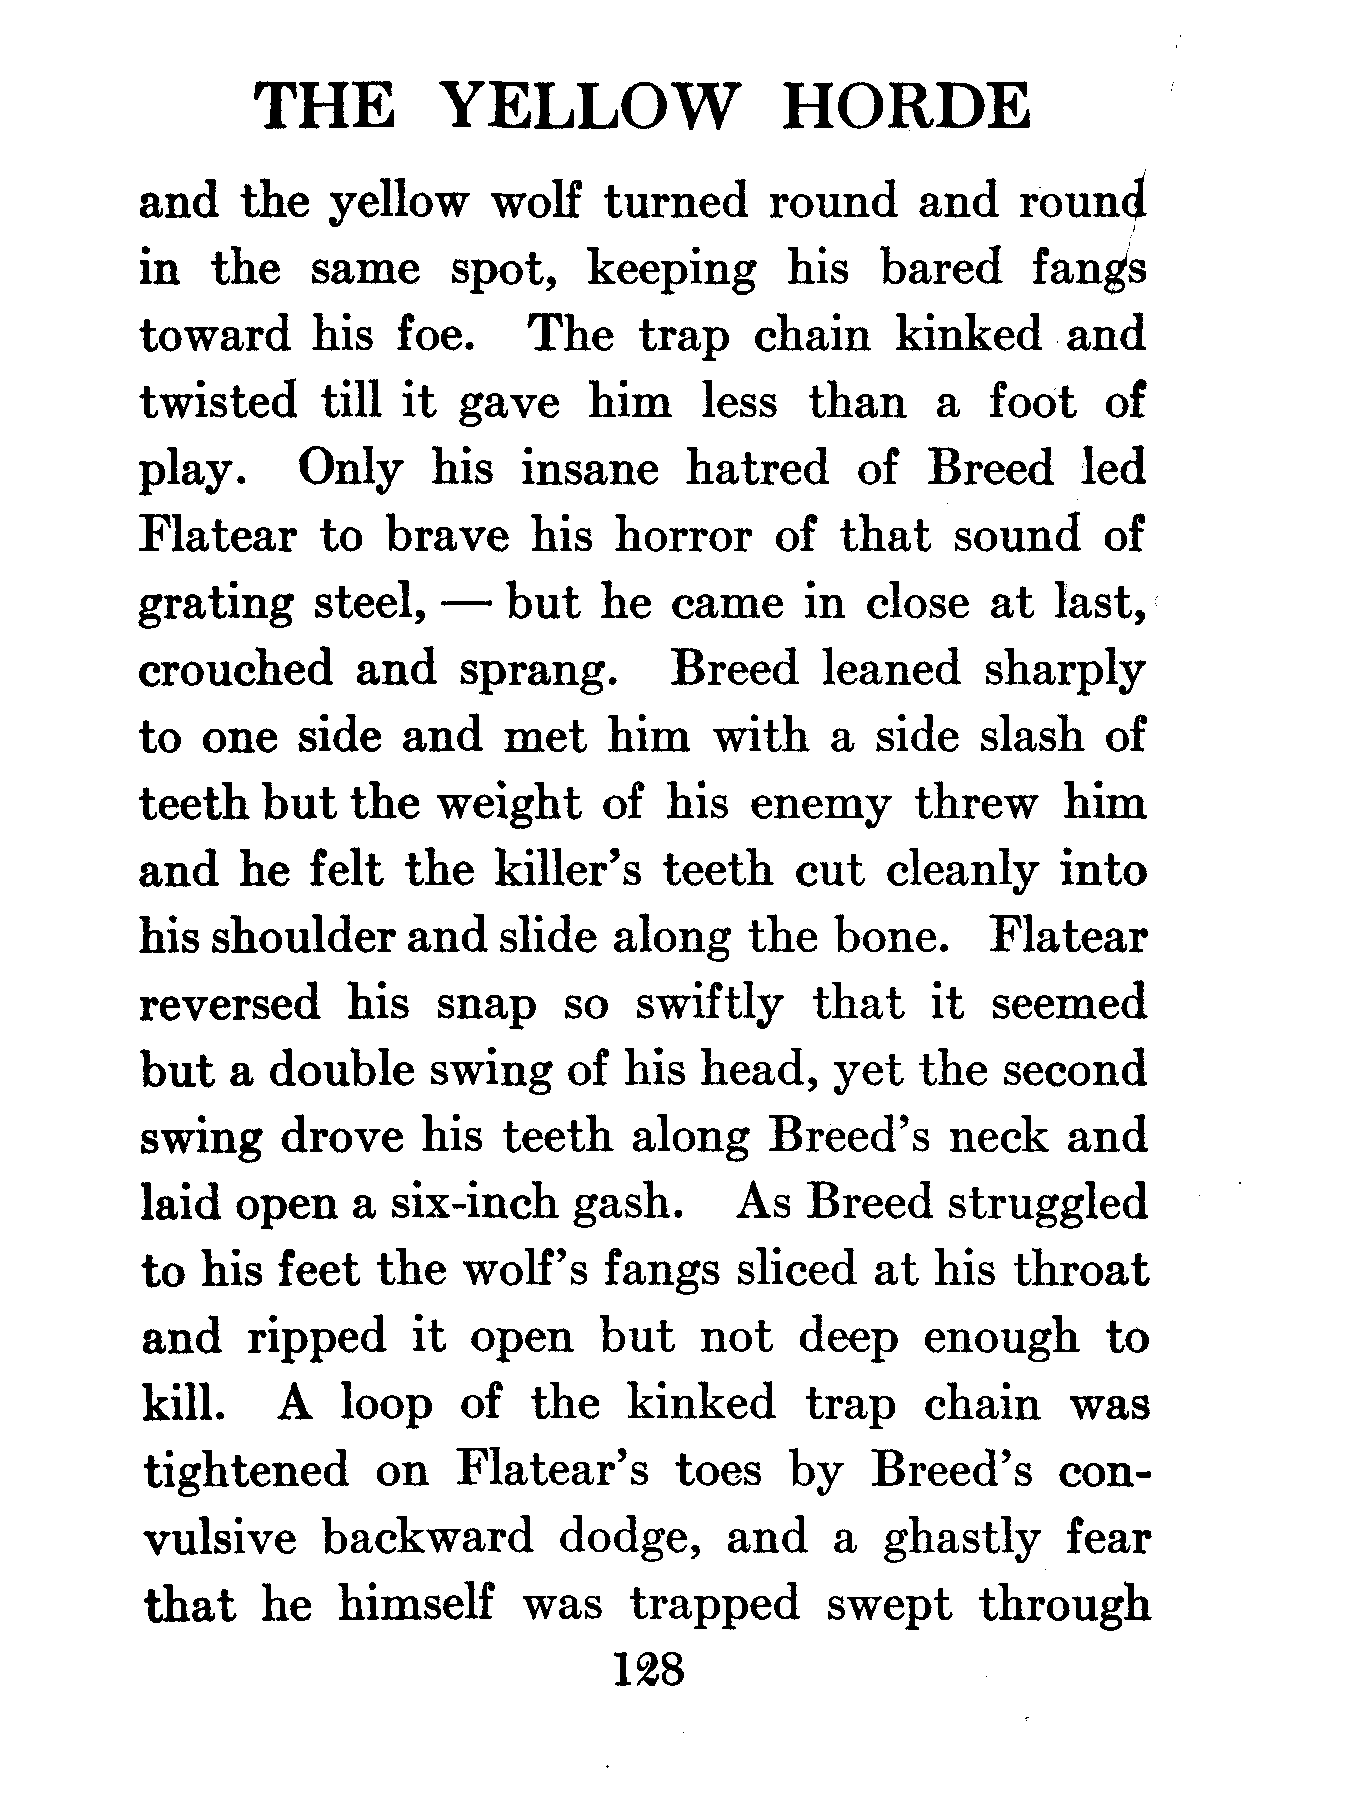 THE YELLOW HORDE
and the yellow wolf turned round and round
in the same spot, keeping his bared fangs
toward his foe. The trap chain kinked and
twisted till it gave him less than a foot of
play. Only his insane hatred of Breed led
Flatear to brave his horror of that sound of
grating steel, — but he came in close at last,
crouched and sprang. Breed leaned sharply
to one side and met him with a side slash of
teeth but the weight of his enemy threw him
and he felt the killer's teeth cut cleanly into
his shoulder and slide along the bone. Flatear
reversed his snap so swiftly that it seemed
but a double swing of his head, yet the second
swing drove his teeth along Breed's neck and
laid open a six-inch gash. As Breed struggled
to his feet the wolf's fangs sliced at his throat
and ripped it open but not deep enough to
kill. A loop of the kinked trap chain was
tightened on Flatear's toes by Breed's con-
vulsive backward dodge, and a ghastly fear
that he himself was trapped swept through
128